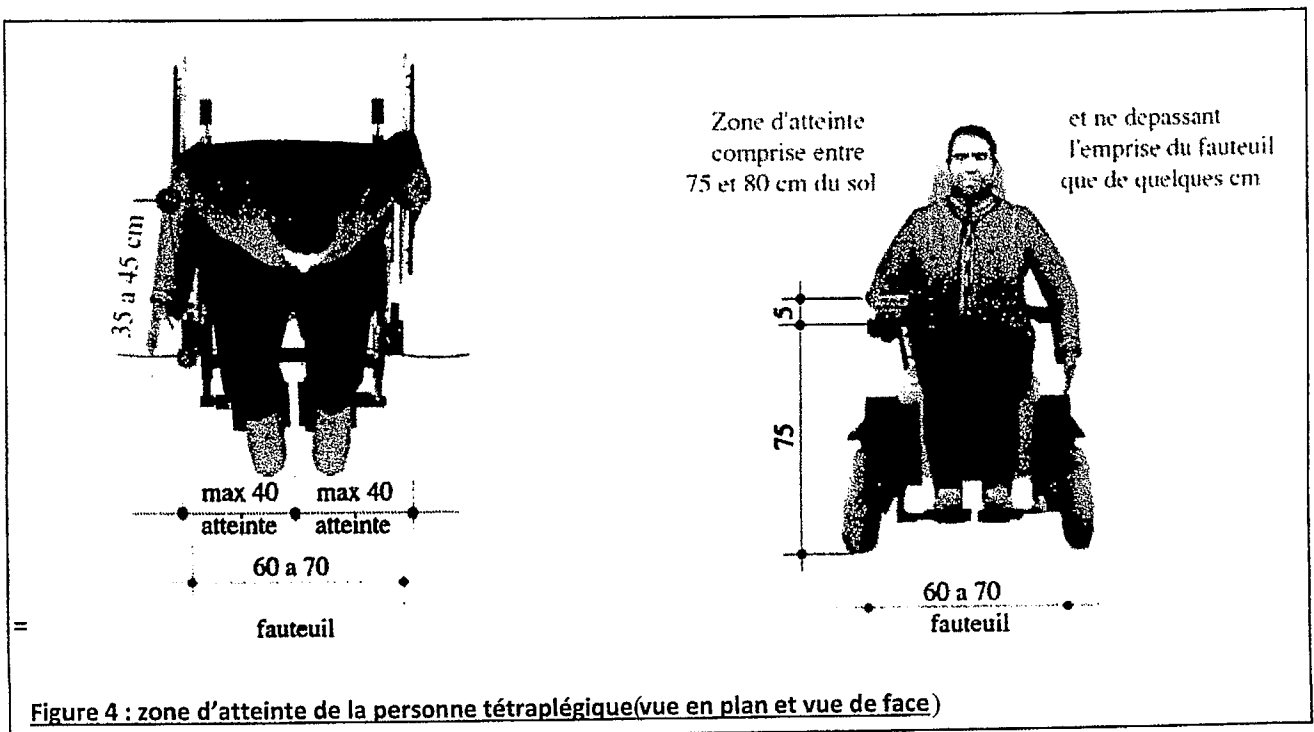 35 a 45 cm
max 40 max 40
atteinte atteinte
60 a 70
fauteuil
=
Zone d'atteinte
comprise entre
75 et 80 cm du sol
et ne depassant
l'emprise du fauteuil
que de quelques cm
5
75
60 a 70
fauteuil
Figure 4 : zone d'atteinte de la personne tétraplégique(vue en plan et vue de face)